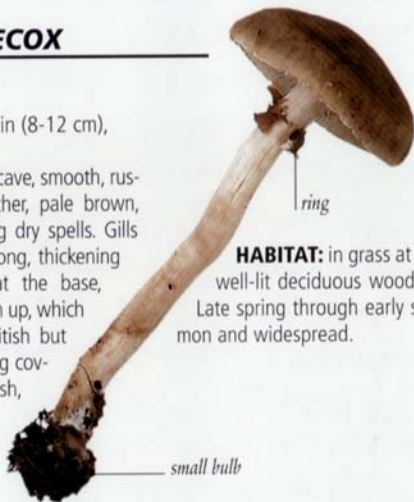 ECOX
in (8-12 cm),
cave, smooth, rus-
ther, pale brown,
g dry spells. Gills
ong, thickening
at the base,
n up, which
itish but
g cov-
sh,
ring
HABITAT: in grass at
well-lit deciduous wood
Late spring through early s
mon and widespread.
small bulb